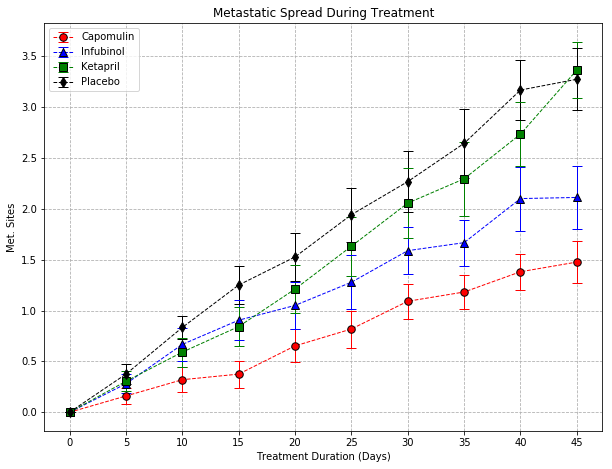 Metastatic Spread During Treatment
Capomulin
Infubinol
Ketapril
Placebo
Met. Sites
3.5
3.0
2.5
2.0
1.5
1.0
0.5
0.0
0 5 10 15 20 25 30 35 40 45
Treatment Duration (Days)